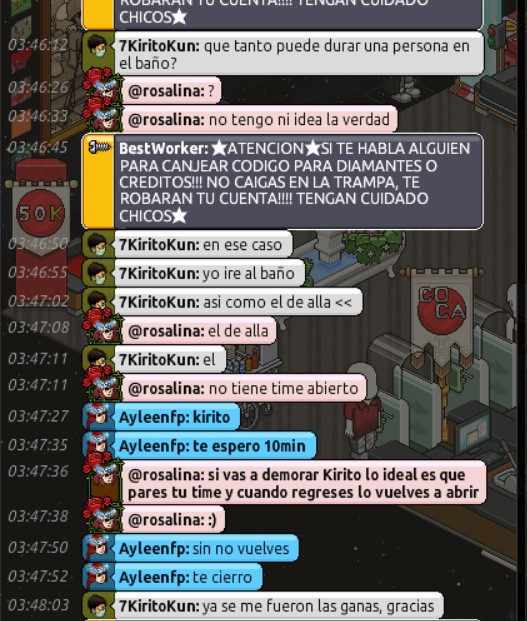 ROBARAN TU CUENTA!!!! TENGAN CUIDADO
CHICOS★
03:46:12 7KiritoKun: que tanto puede durar una persona en
el baño?
03:46:26 @rosalina: ?
03:46:33 @rosalina: no tengo ni idea la verdad
03:46:45 BestWorker: ★ATENCION★SI TE HABLA ALGUIEN
PARA CANJEAR CODIGO PARA DIAMANTES O
CREDITOS!!! NO CAIGAS EN LA TRAMPA, TE
ROBARAN TU CUENTA!!!! TENGAN CUIDADO
CHICOS★
50K
03:46:50 7KiritoKun: en ese caso
03:46:55 7KiritoKun: yo ire al baño
03:47:02 7KiritoKun: asi como el de alla <<
COCA
03:47:08 @rosalina: el de alla
03:47:11 7KiritoKun: el
03:47:11 @rosalina: no tiene time abierto
03:47:27 Ayleenfp: kirito
03:47:35 Ayleenfp: te espero 10min
03:47:36 @rosalina: si vas a demorar Kirito lo ideal es que
pares tu time y cuando regreses lo vuelves a abrir
03:47:38 @rosalina: :)
03:47:50 Ayleenfp: sin no vuelves
03:47:52 Ayleenfp: te cierro
03:48:03 7KiritoKun: ya se me fueron las ganas, gracias